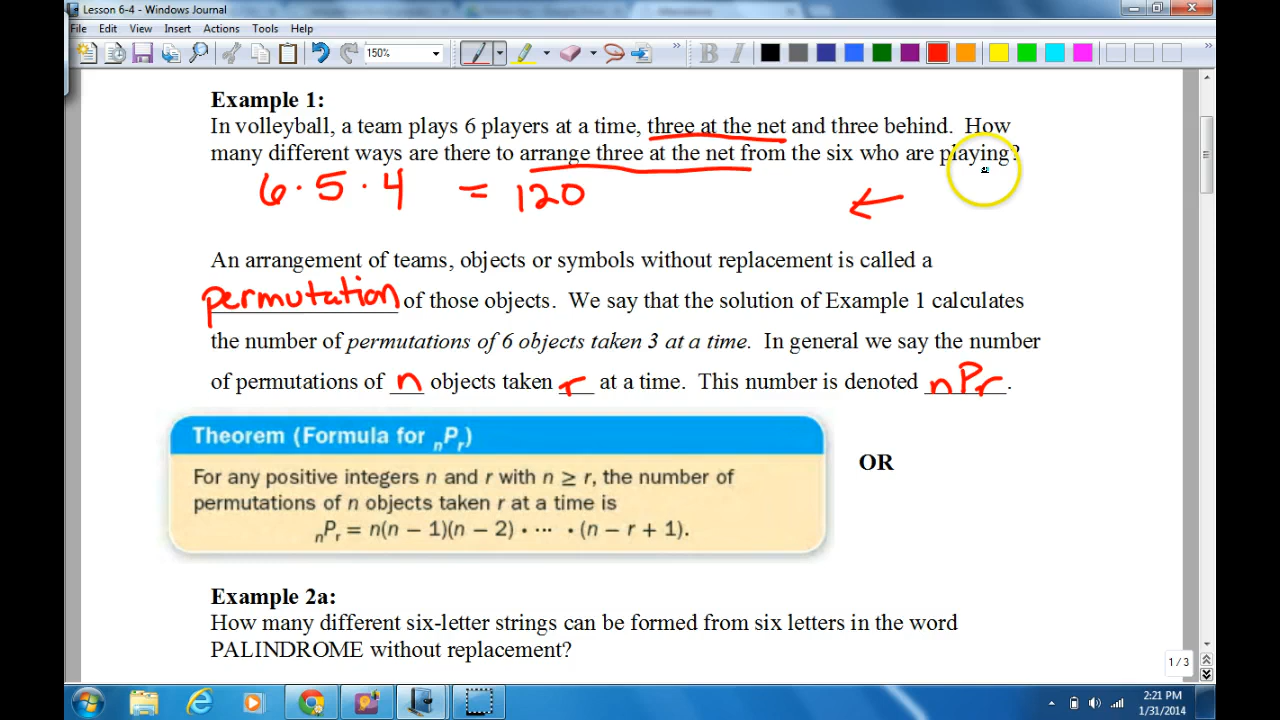 Lesson 6-4 - Windows Journal
File Edit View Insert Actions Tools Help
150%
B I
Example 1:
In volleyball, a team plays 6 players at a time, three at the net and three behind. How
many different ways are there to arrange three at the net from the six who are playing?
6 · 5 · 4 = 120
An arrangement of teams, objects or symbols without replacement is called a
permutation of those objects. We say that the solution of Example 1 calculates
the number of permutations of 6 objects taken 3 at a time. In general we say the number
of permutations of n objects taken r at a time. This number is denoted nPr.
Theorem (Formula for nPr)
OR
For any positive integers n and r with n ≥ r, the number of
permutations of n objects taken r at a time is
nPr = n(n − 1)(n − 2) · ··· · (n − r + 1).
Example 2a:
How many different six-letter strings can be formed from six letters in the word
PALINDROME without replacement?
1 / 3
2:21 PM
1/31/2014